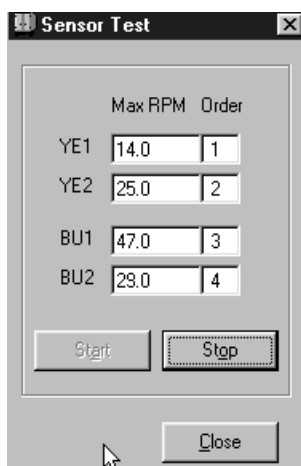 Sensor Test
Max RPM Order
YE1 14.0 1
YE2 25.0 2
BU1 47.0 3
BU2 29.0 4
Start Stop
Close